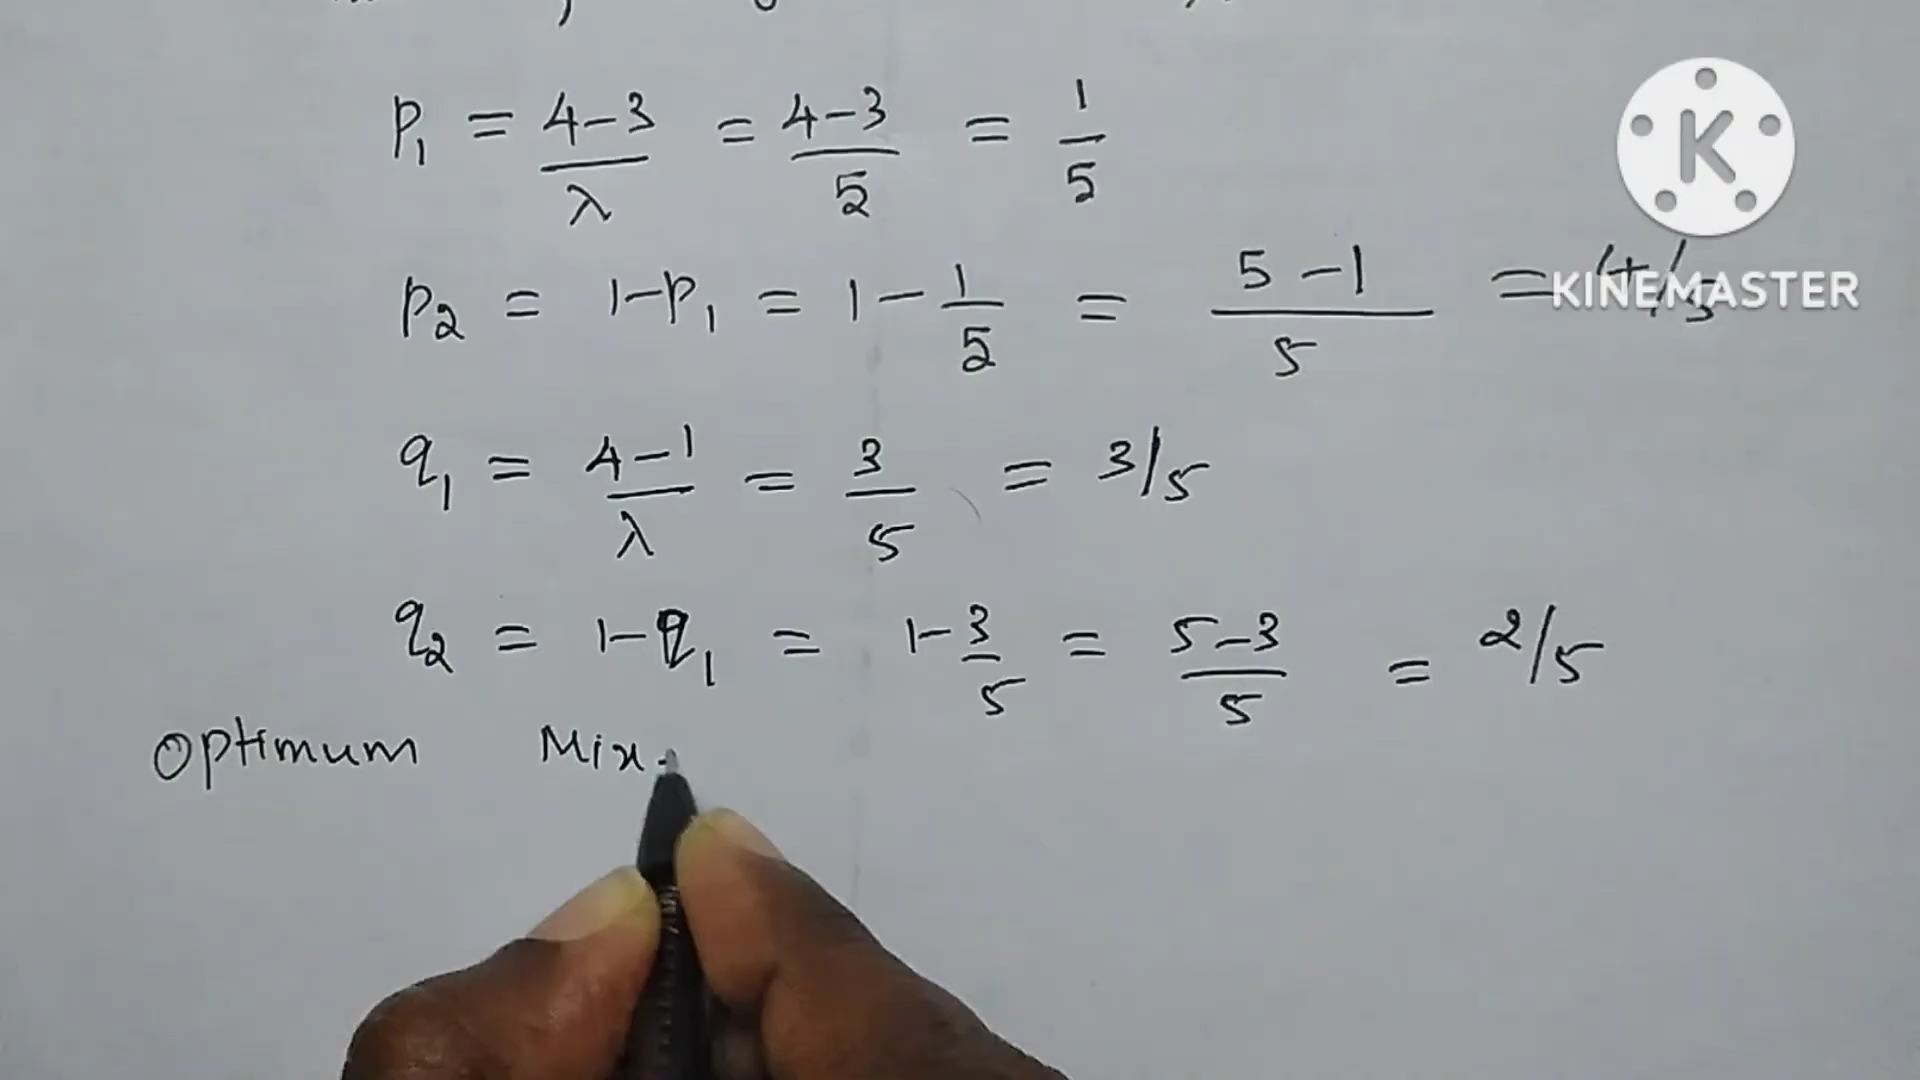 P₁ = 4-3/λ = 4-3/5 = 1/5
K
P₂ = 1-P₁ = 1-1/5 = 5-1/5 = 4/5
KINEMASTER
q₁ = 4-1/λ = 3/5 = 3/5
q₂ = 1-q₁ = 1-3/5 = 5-3/5 = 2/5
Optimum Mix